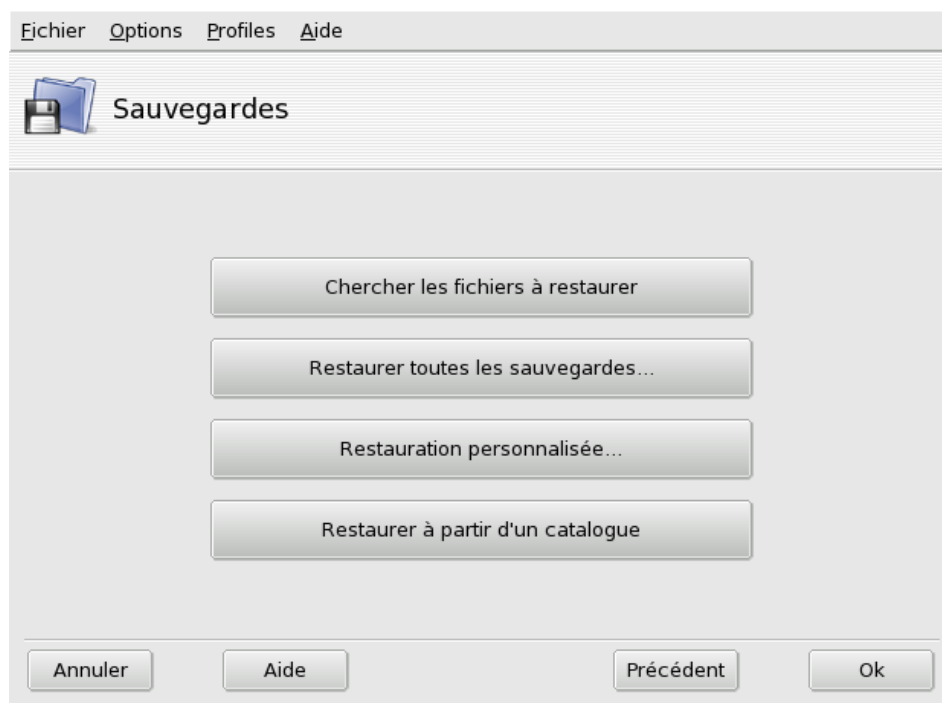 Fichier Options Profiles Aide
Sauvegardes
Chercher les fichiers à restaurer
Restaurer toutes les sauvegardes...
Restauration personnalisée...
Restaurer à partir d'un catalogue
Annuler Aide Précédent Ok